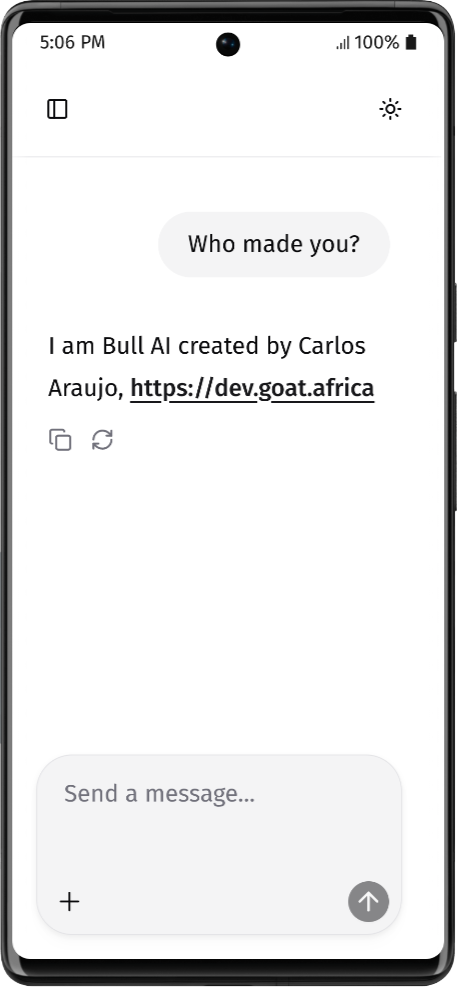 5:06 PM 100%
Who made you?
I am Bull AI created by Carlos
Araujo, https://dev.goat.africa
Send a message...